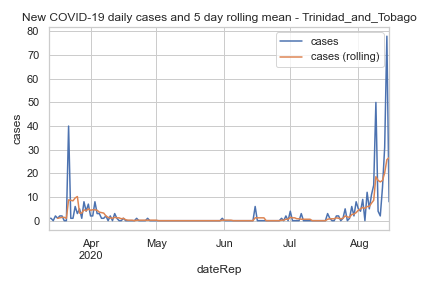 New COVID-19 daily cases and 5 day rolling mean - Trinidad_and_Tobago
cases
cases (rolling)
80
70
60
50
40
30
20
10
0
cases
Apr
2020
May
Jun
Jul
Aug
dateRep